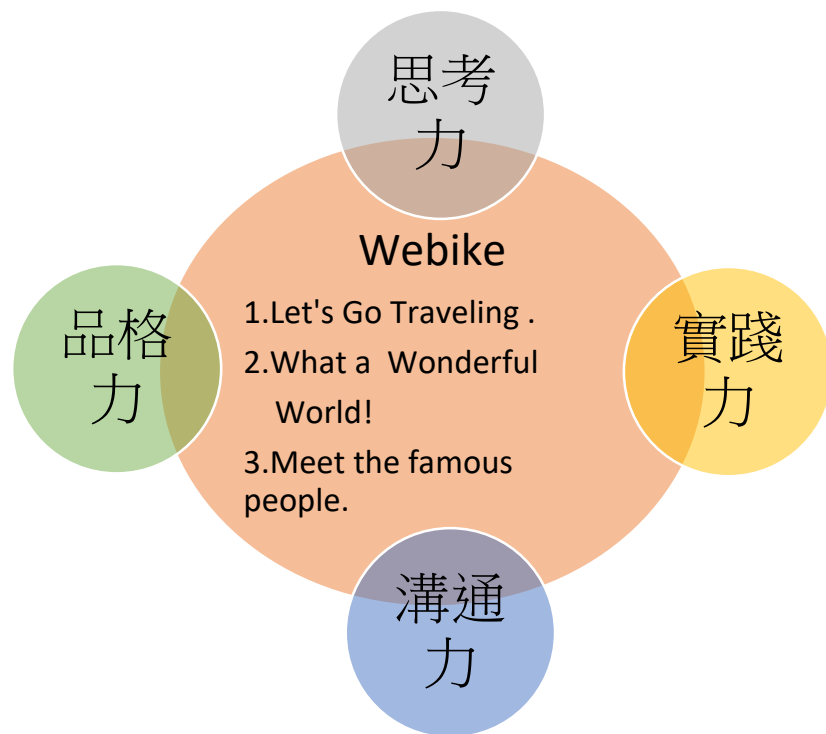 思考
力
Webike
1.Let's Go Traveling .
2.What a  Wonderful
World!
3.Meet the famous
people.
品格
力
實踐
力
溝通
力